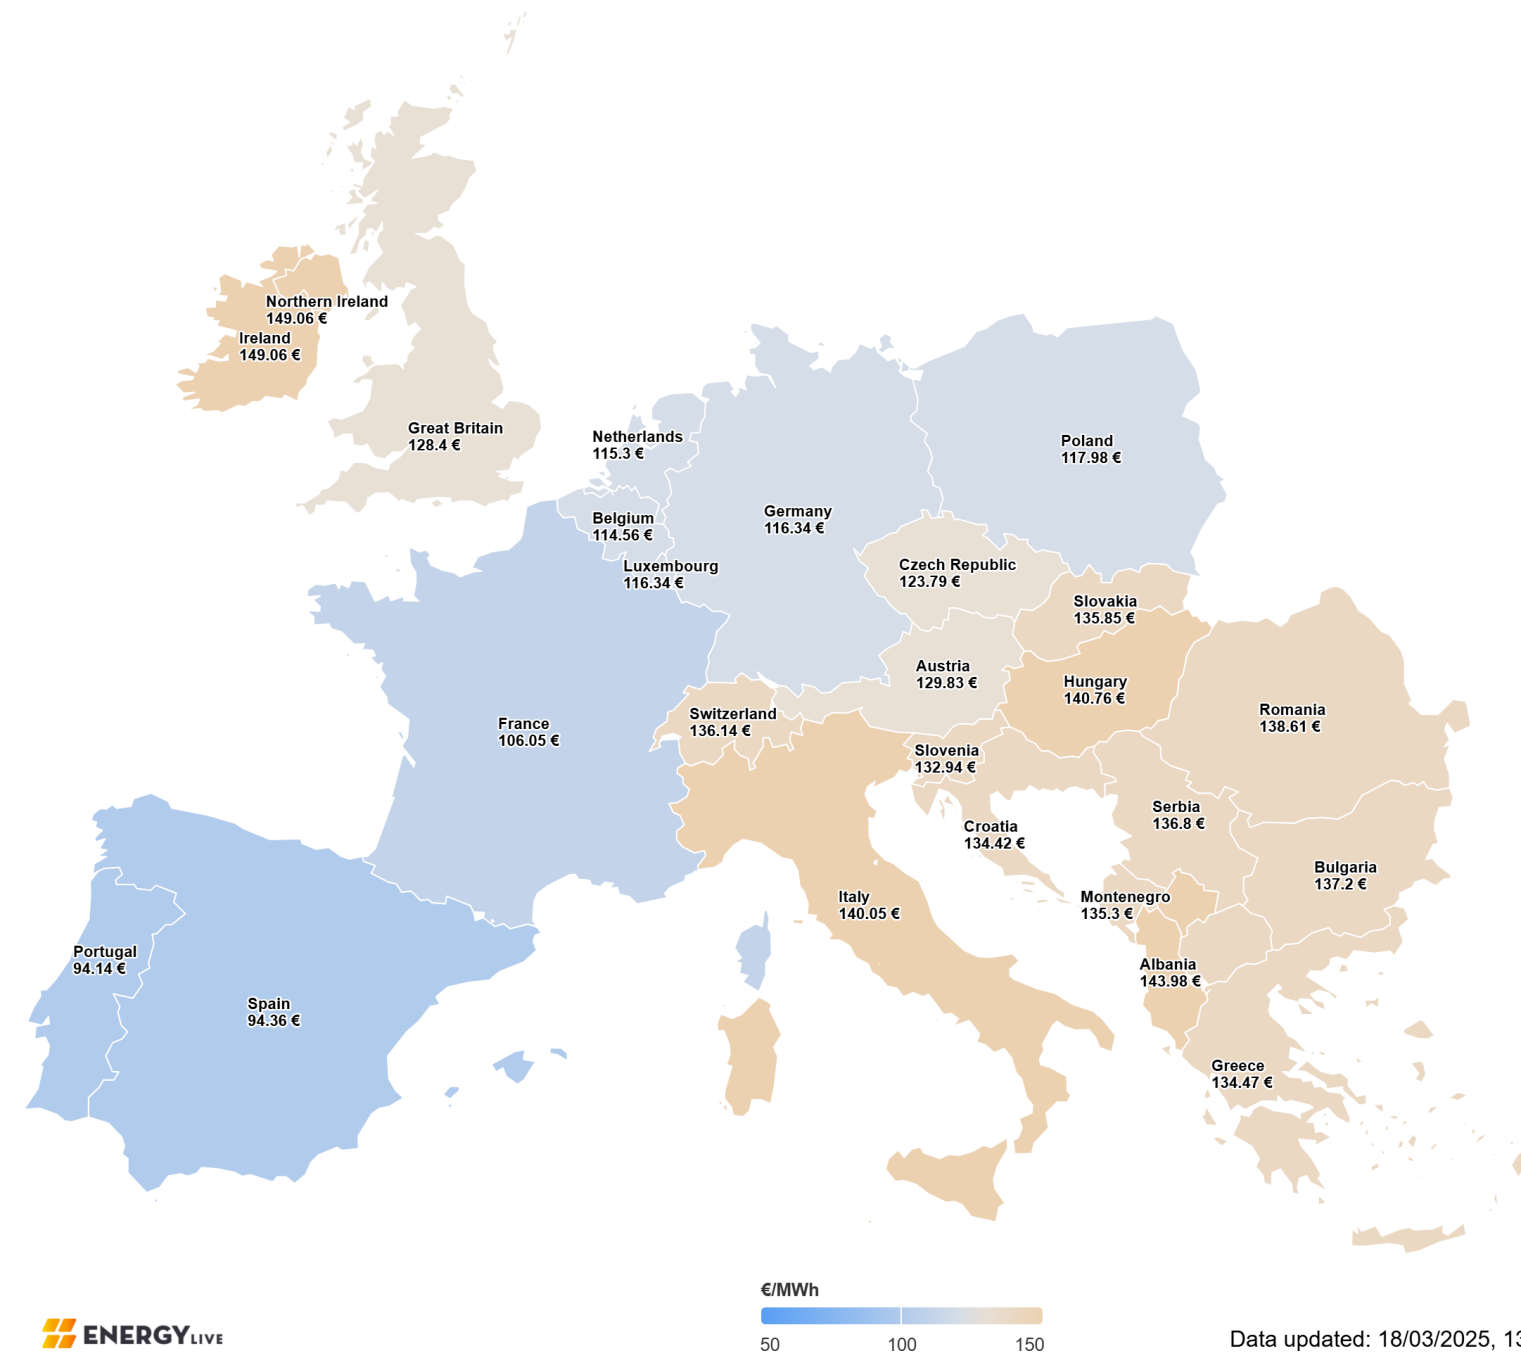 Northern Ireland
149.06 €
Ireland
149.06 €
Great Britain
128.4 €
Netherlands
115.3 €
Poland
117.98 €
Germany
116.34 €
Belgium
114.56 €
Luxembourg
116.34 €
Czech Republic
123.79 €
Slovakia
135.85 €
Austria
129.83 €
Hungary
140.76 €
Switzerland
136.14 €
France
106.05 €
Romania
138.61 €
Slovenia
132.94 €
Serbia
136.8 €
Croatia
134.42 €
Bulgaria
137.2 €
Italy
140.05 €
Montenegro
135.3 €
Portugal
94.14 €
Albania
143.98 €
Spain
94.36 €
Greece
134.47 €
€/MWh
50 100 150
ENERGYLIVE
Data updated: 18/03/2025, 13